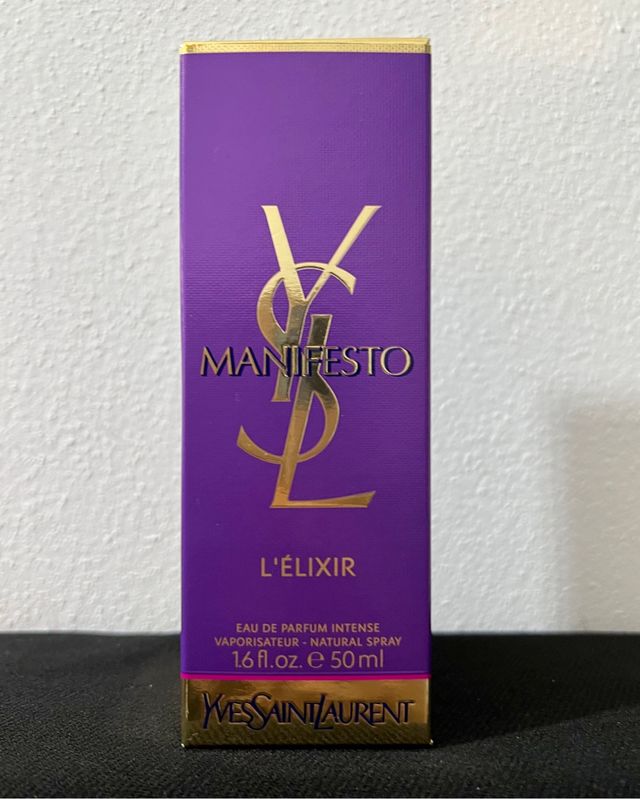 YSL
MANIFESTO
L'ÉLIXIR
EAU DE PARFUM INTENSE
VAPORISATEUR - NATURAL SPRAY
1.6 fl.oz. ℮ 50 ml
YVESSAINTLAURENT